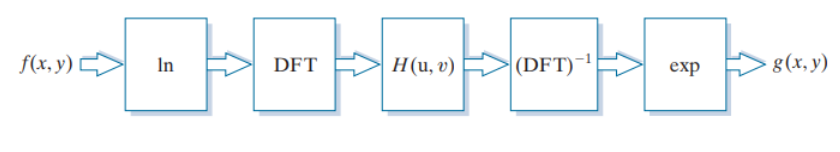 f(x, y) ln DFT H(u, v) (DFT)⁻¹ exp g(x, y)